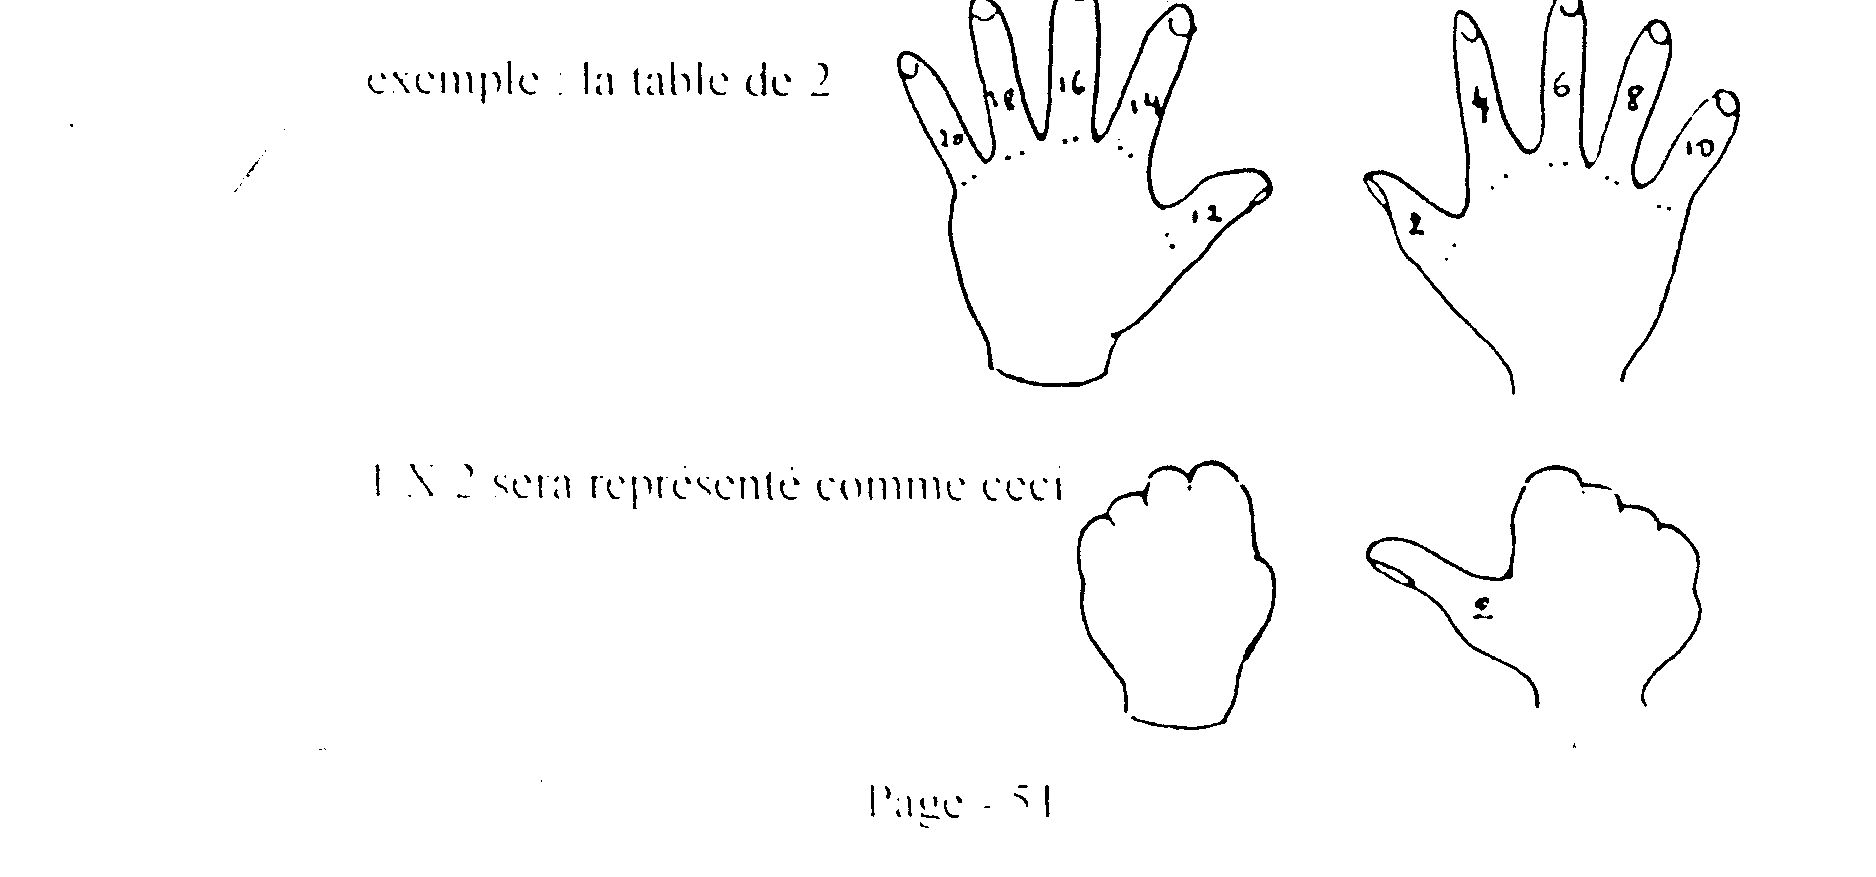 exemple : la table de 2
20 18 16 14 12
2 4 6 8 10
1 X 2 sera représenté comme ceci
2
Page - 51